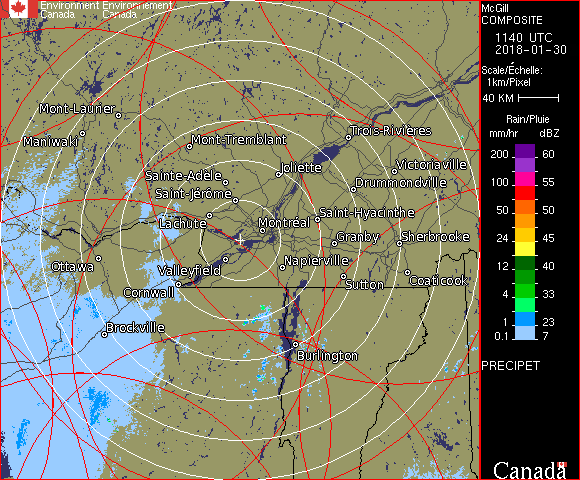 Environment Environnement
Canada Canada
McGill
COMPOSITE
1140 UTC
2018-01-30
Scale/Échelle:
1km/Pixel
40 KM
Rain/Pluie
mm/hr dBZ
200 60
100 55
50 50
24 45
12 40
4 33
1 23
0.1 7
PRECIPET
Mont-Laurier
Maniwaki
Mont-Tremblant
Trois-Rivières
Sainte-Adèle
Joliette
Victoriaville
Saint-Jérôme
Drummondville
Lachute
Montréal
Saint-Hyacinthe
Granby
Sherbrooke
Ottawa
Valleyfield
Napierville
Cornwall
Sutton
Coaticook
Brockville
Burlington
Canada